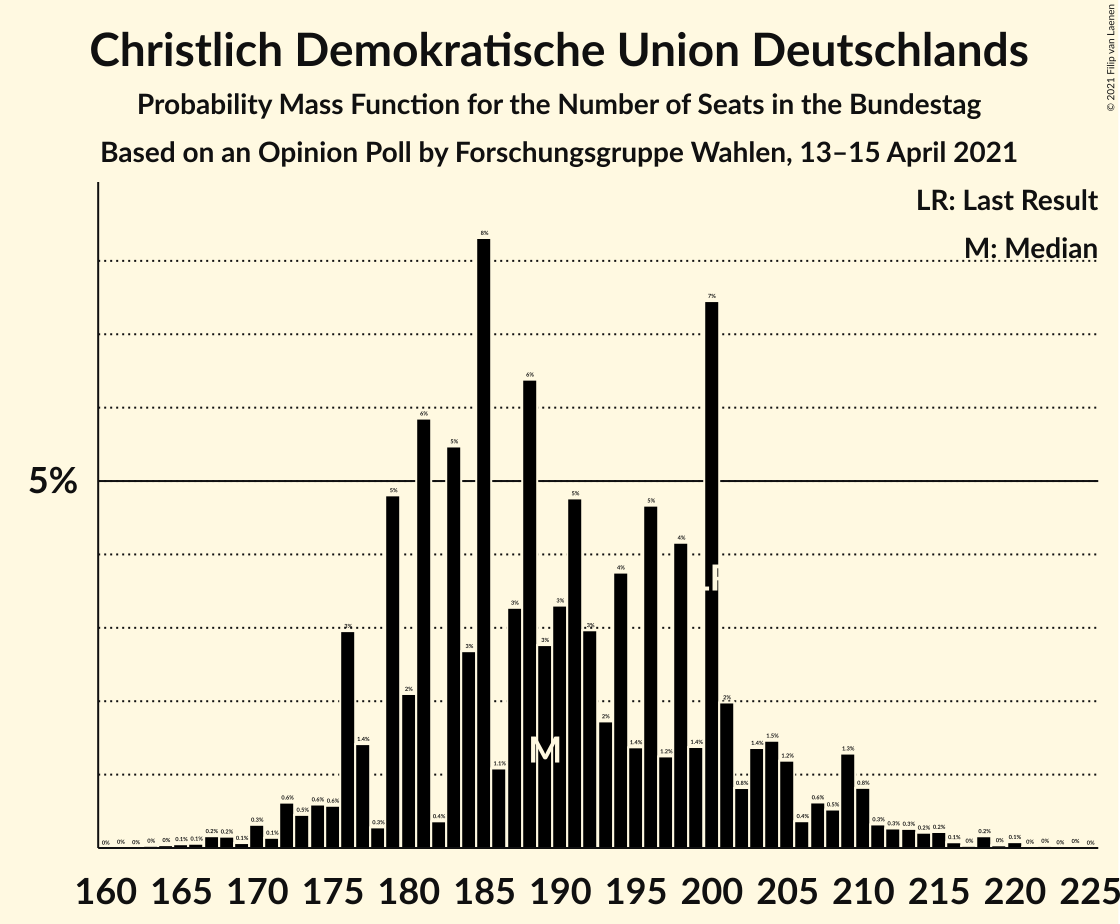 Christlich Demokratische Union Deutschlands
Probability Mass Function for the Number of Seats in the Bundestag
Based on an Opinion Poll by Forschungsgruppe Wahlen, 13–15 April 2021
© 2021 Filip van Laenen
LR: Last Result
M: Median
5%
0% 0% 0% 0% 0% 0.1% 0.1% 0.2% 0.2% 0.1% 0.3% 0.1% 0.6% 0.5% 0.6% 0.6% 3% 1.4% 0.3% 5% 2% 6% 0.4% 5% 3% 8% 1.1% 3% 6% 3% 3% 5% 3% 2% 4% 1.4% 5% 1.2% 4% 1.4% 7% 2% 0.8% 1.4% 1.5% 1.2% 0.4% 0.6% 0.5% 1.3% 0.8% 0.3% 0.3% 0.3% 0.2% 0.2% 0.1% 0% 0.2% 0% 0.1% 0% 0% 0% 0% 0%
M
160 165 170 175 180 185 190 195 200 205 210 215 220 225